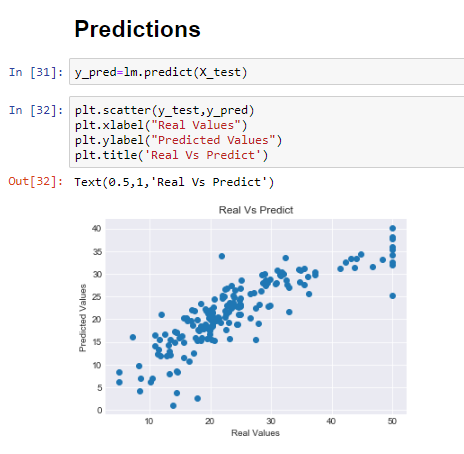 Predictions
In [31]: y_pred=lm.predict(X_test)
In [32]: plt.scatter(y_test,y_pred)
plt.xlabel("Real Values")
plt.ylabel("Predicted Values")
plt.title('Real Vs Predict')
Out[32]: Text(0.5,1,'Real Vs Predict')
Real Vs Predict
40
35
30
25
20
15
10
5
0
Predicted Values
10 20 30 40 50
Real Values